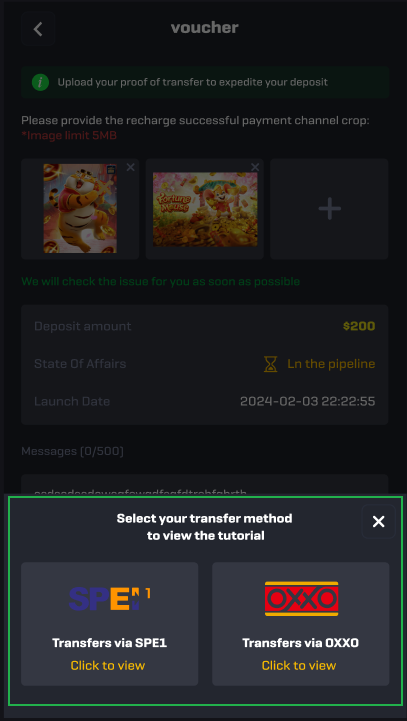 voucher
Upload your proof of transfer to expedite your deposit
Please provide the recharge successful payment channel crop:
*Image limit 5MB
Fortune
Mouse
We will check the issue for you as soon as possible
Deposit amount
$200
State Of Affairs
Ln the pipeline
Launch Date
2024-02-03 22:22:55
Messages (0/500)
Select your transfer method
to view the tutorial
SPE1
OXXO
Transfers via SPE1
Transfers via OXXO
Click to view
Click to view